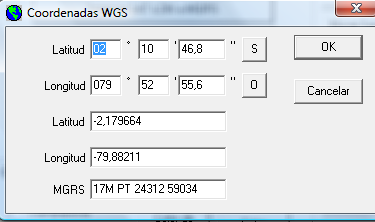 Coordenadas WGS
Latitud 02 ° 10 ' 46,8 " S OK
Longitud 079 ° 52 ' 55,6 " O Cancelar
Latitud -2,179664
Longitud -79,88211
MGRS 17M PT 24312 59034